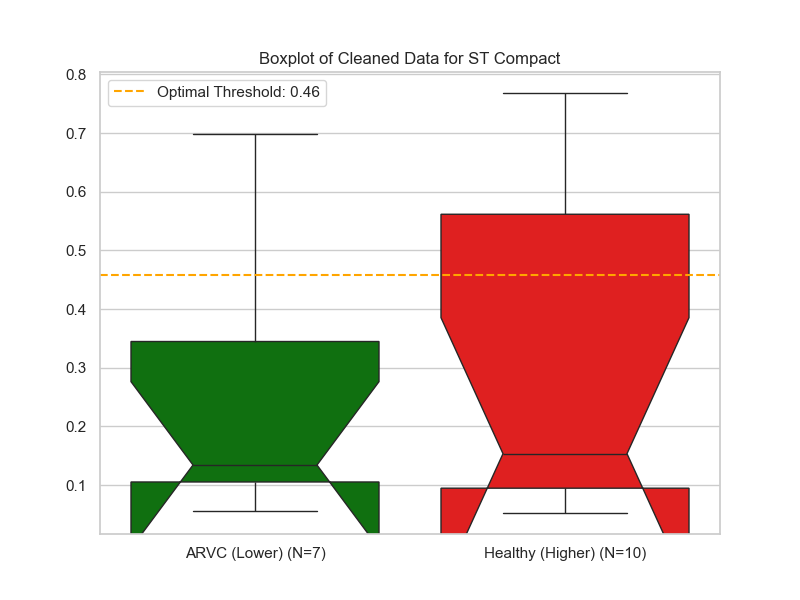 Boxplot of Cleaned Data for ST Compact
Optimal Threshold: 0.46
0.8
0.7
0.6
0.5
0.4
0.3
0.2
0.1
ARVC (Lower) (N=7)
Healthy (Higher) (N=10)